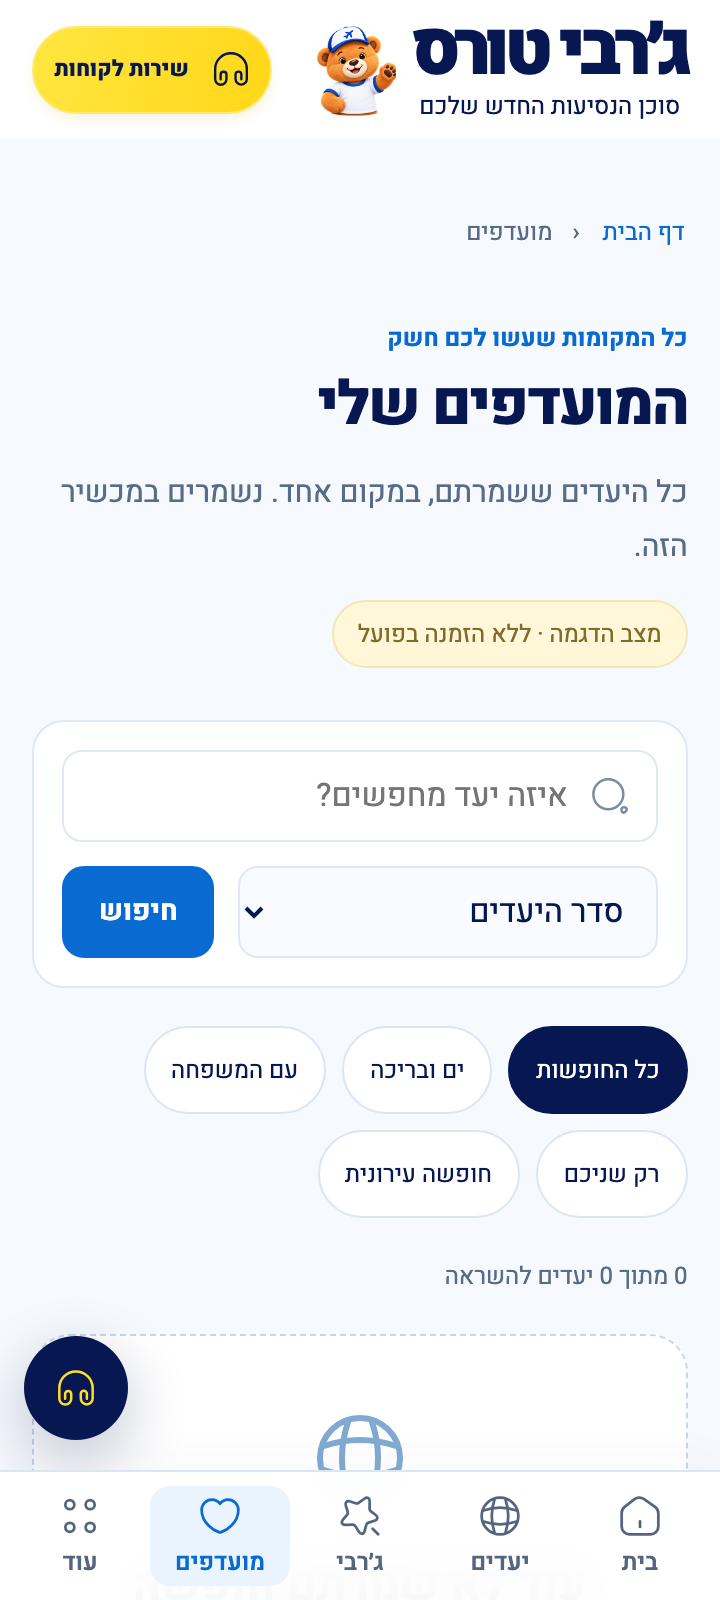 ג'רבי טורס
סוכן הנסיעות החדש שלכם
שירות לקוחות
דף הבית › מועדפים
כל המקומות שעשו לכם חשק
המועדפים שלי
כל היעדים ששמרתם, במקום אחד. נשמרים במכשיר
הזה.
מצב הדגמה · ללא הזמנה בפועל
איזה יעד מחפשים?
סדר היעדים
חיפוש
כל החופשות
ים ובריכה
עם המשפחה
רק שניכם
חופשה עירונית
0 מתוך 0 יעדים להשראה
בית
יעדים
ג'רבי
מועדפים
עוד